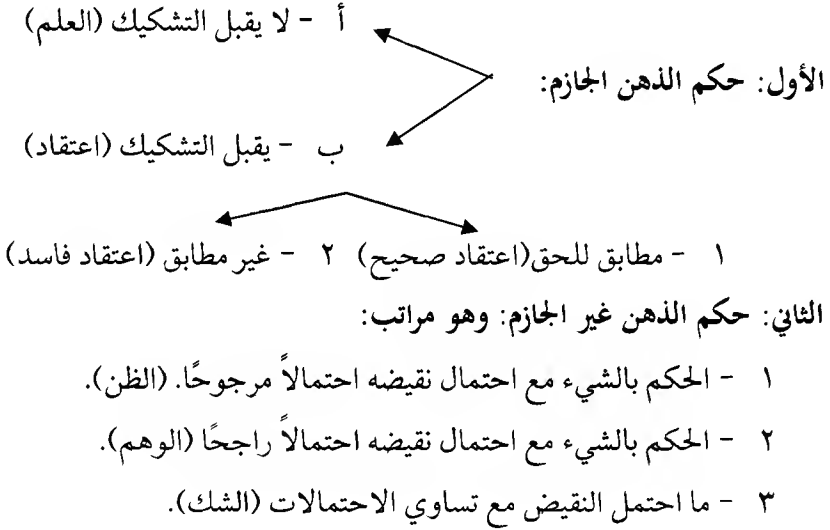 أ - لا يقبل التشكيك (العلم)
الأول: حكم الذهن الجازم:
ب - يقبل التشكيك (اعتقاد)
١ - مطابق للحق(اعتقاد صحيح) ٢ - غير مطابق (اعتقاد فاسد)
الثاني: حكم الذهن غير الجازم: وهو مراتب:
١ - الحكم بالشيء مع احتمال نقيضه احتمالاً مرجوحًا. (الظن).
٢ - الحكم بالشيء مع احتمال نقيضه احتمالاً راجحًا (الوهم).
٣ - ما احتمل النقيض مع تساوي الاحتمالات (الشك).